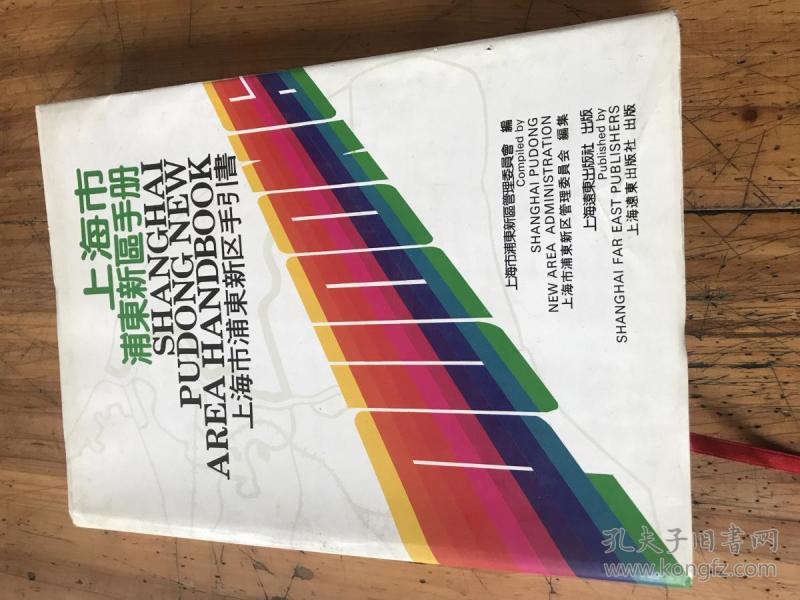 上海市
浦東新區手册
SHANGHAI
PUDONG NEW
AREA HANDBOOK
上海市浦東新区手引書
上海市浦東新區管理委員會 編
Compiled by
SHANGHAI PUDONG
NEW AREA ADMINISTRATION
上海市浦東新区管理委員会 編集
上海遠東出版社 出版
Published by
SHANGHAI FAR EAST PUBLISHERS
上海遠東出版社 出版
孔夫子旧书网
www.kongfz.com